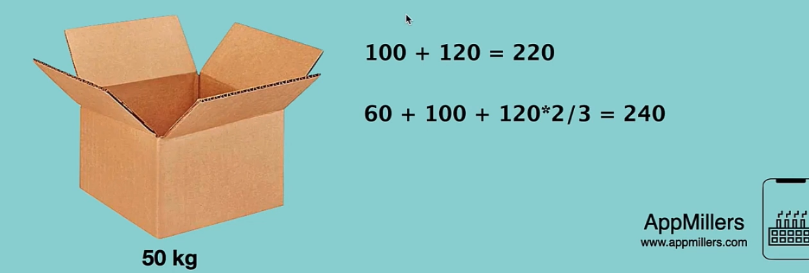 100 + 120 = 220
60 + 100 + 120*2/3 = 240
50 kg
AppMillers
www.appmillers.com